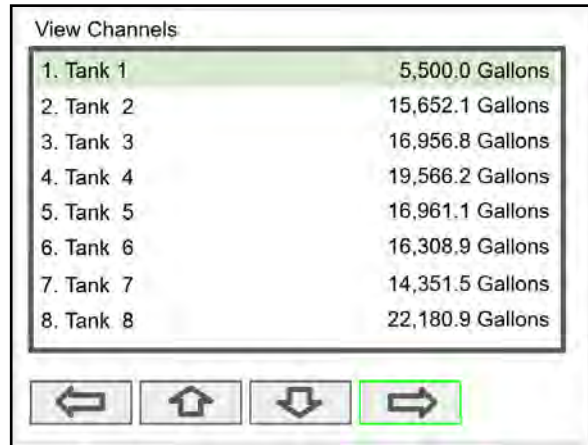 View Channels
1. Tank 1 5,500.0 Gallons
2. Tank 2 15,652.1 Gallons
3. Tank 3 16,956.8 Gallons
4. Tank 4 19,566.2 Gallons
5. Tank 5 16,961.1 Gallons
6. Tank 6 16,308.9 Gallons
7. Tank 7 14,351.5 Gallons
8. Tank 8 22,180.9 Gallons